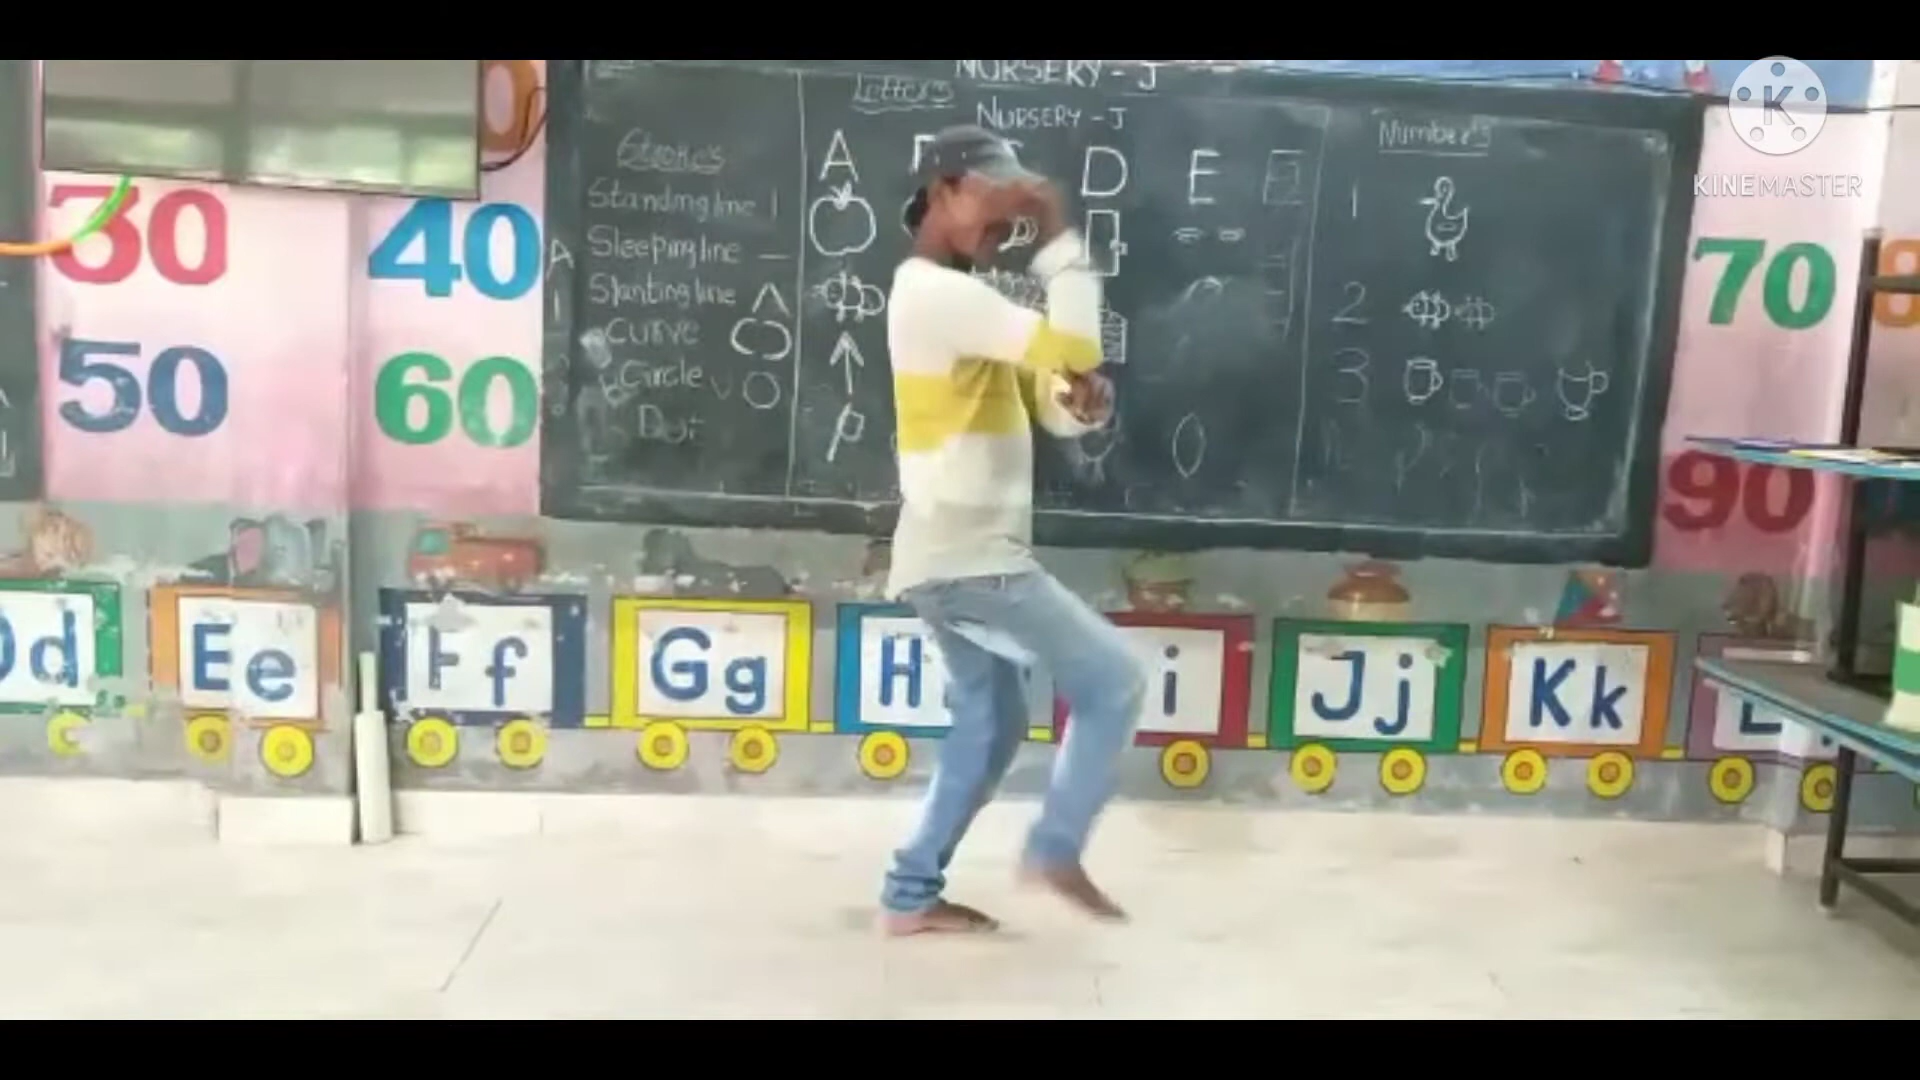 NURSERY - J
Letters
NURSERY - J
Strokes
Standing line |
Sleeping line —
Slanting line
Curve
Circle
Dot
A
D
E
Numbers
1
2
3
30
40
50
60
70
90
Dd
Ee
Ff
Gg
H
i
Jj
Kk
L
K
KINEMASTER